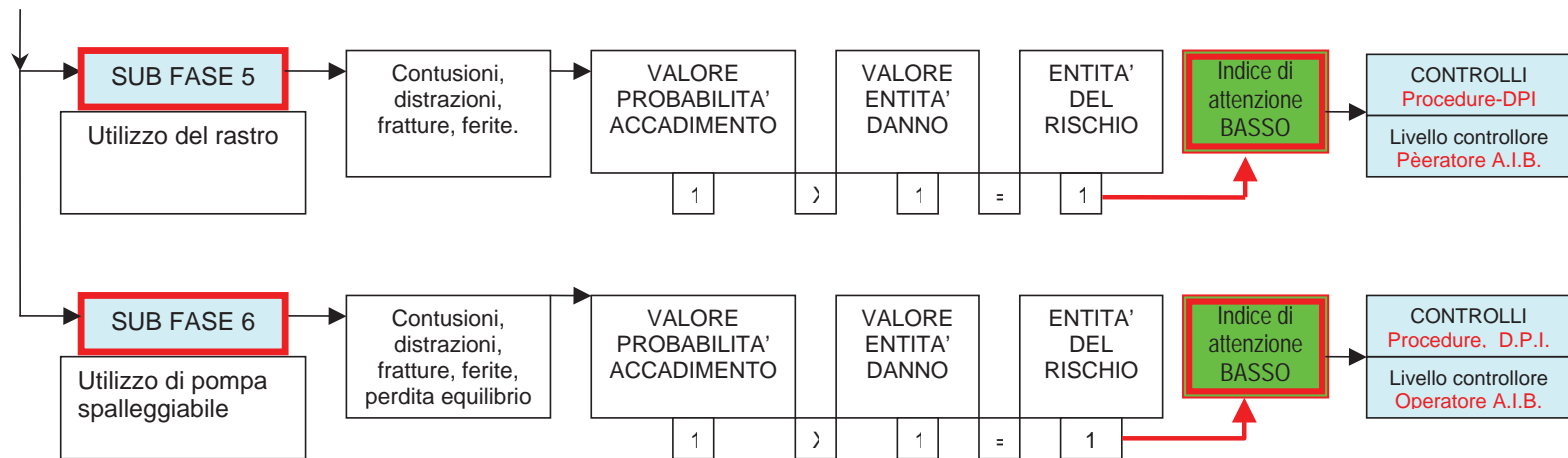 SUB FASE 5
Utilizzo del rastro
Contusioni,
distrazioni,
fratture, ferite.
VALORE
PROBABILITA’
ACCADIMENTO
1
X
VALORE
ENTITA’
DANNO
1
=
ENTITA’
DEL
RISCHIO
1
Indice di
attenzione
BASSO
CONTROLLI
Procedure-DPI
Livello controllore
Pèeratore A.I.B.
SUB FASE 6
Utilizzo di pompa
spalleggiabile
Contusioni,
distrazioni,
fratture, ferite,
perdita equilibrio
VALORE
PROBABILITA’
ACCADIMENTO
1
X
VALORE
ENTITA’
DANNO
1
=
ENTITA’
DEL
RISCHIO
1
Indice di
attenzione
BASSO
CONTROLLI
Procedure, D.P.I.
Livello controllore
Operatore A.I.B.